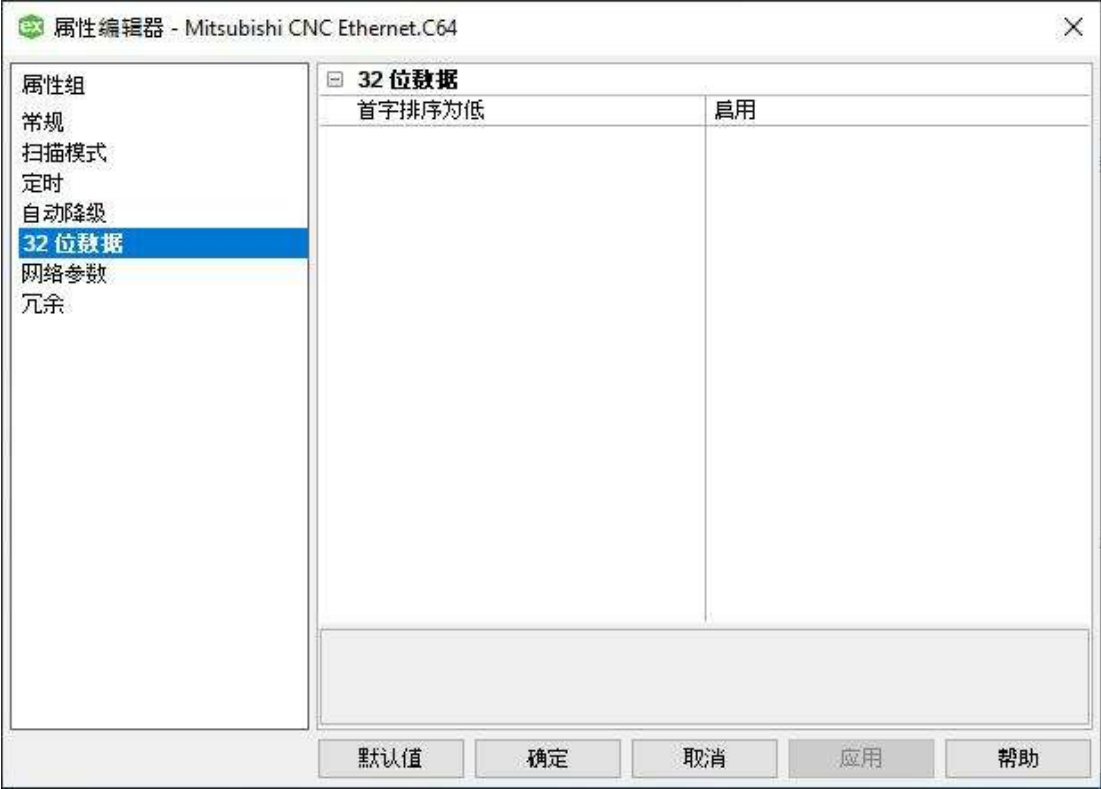 ex 属性编辑器 - Mitsubishi CNC Ethernet.C64
属性组
常规
扫描模式
定时
自动降级
32 位数据
网络参数
冗余
32 位数据
首字排序为低 启用
默认值 确定 取消 应用 帮助